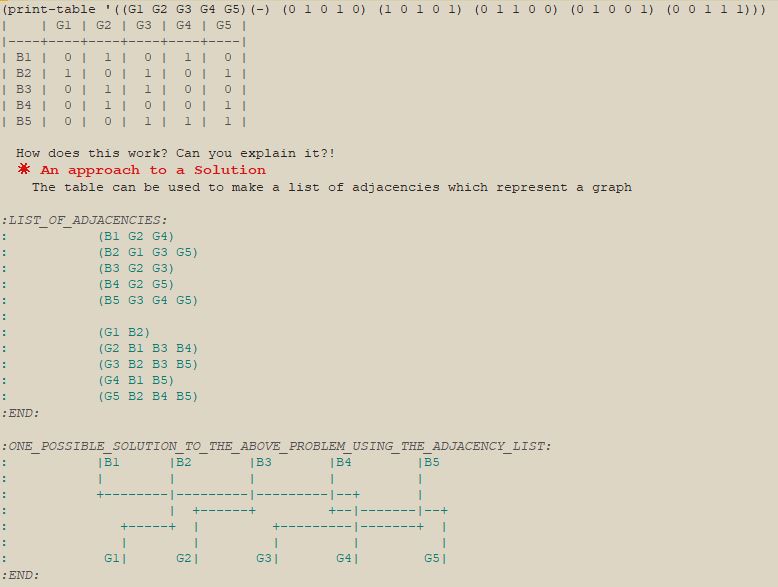 (print-table '((G1 G2 G3 G4 G5)(-) (0 1 0 1 0) (1 0 1 0 1) (0 1 1 0 0) (0 1 0 0 1) (0 0 1 1 1)))
|    | G1 | G2 | G3 | G4 | G5 |
|----+----+----+----+----+----|
| B1 |  0 |  1 |  0 |  1 |  0 |
| B2 |  1 |  0 |  1 |  0 |  1 |
| B3 |  0 |  1 |  1 |  0 |  0 |
| B4 |  0 |  1 |  0 |  0 |  1 |
| B5 |  0 |  0 |  1 |  1 |  1 |
How does this work? Can you explain it?!
* An approach to a Solution
The table can be used to make a list of adjacencies which represent a graph
:LIST_OF_ADJACENCIES:
:           (B1 G2 G4)
:           (B2 G1 G3 G5)
:           (B3 G2 G3)
:           (B4 G2 G5)
:           (B5 G3 G4 G5)
:
:           (G1 B2)
:           (G2 B1 B3 B4)
:           (G3 B2 B3 B5)
:           (G4 B1 B5)
:           (G5 B2 B4 B5)
:END:
:ONE_POSSIBLE_SOLUTION_TO_THE_ABOVE_PROBLEM_USING_THE_ADJACENCY_LIST:
:           |B1      |B2       |B3       |B4        |B5
:           |        |         |         |          |
:           +--------|---------|---------|--+       |
:                    |  +------+         +--|-------|--+
:              +-----+  |         +---------|-------+  |
:              |        |         |         |          |
:            G1|      G2|       G3|       G4|        G5|
:END: